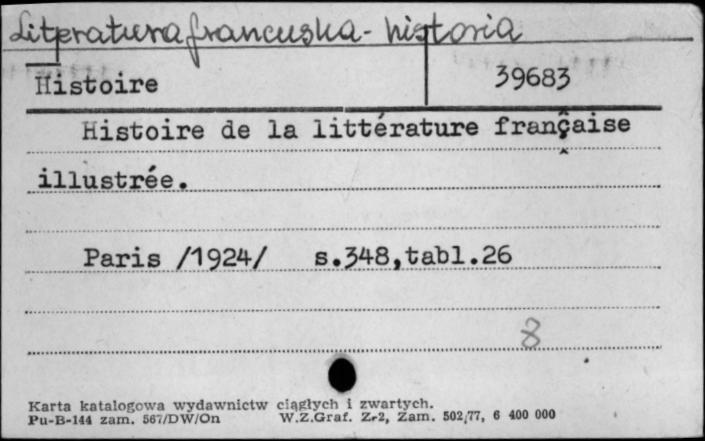 Literatura francuska - historia
Histoire 39683
Histoire de la littérature française
illustrée.
Paris /1924/ s.348,tabl.26
8
Karta katalogowa wydawnictw ciągłych i zwartych.
Pu-B-144 zam. 567/DW/On W.Z.Graf. Z-2, Zam. 502/77, 6 400 000